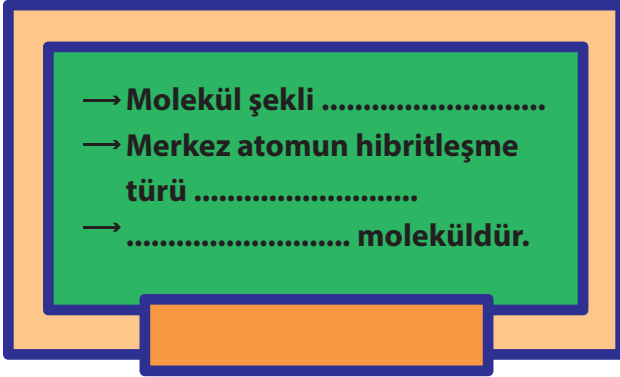 → Molekül şekli ...........................
→ Merkez atomun hibritleşme
türü ...........................
→ ........................... moleküldür.